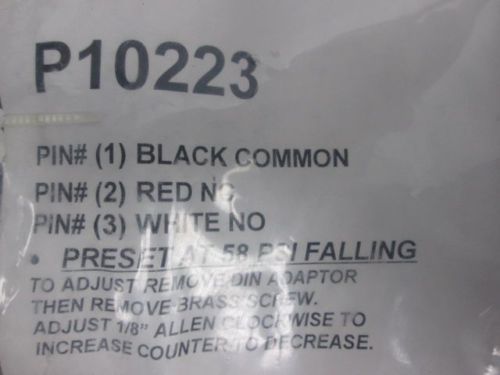 P10223
PIN# (1) BLACK COMMON
PIN# (2) RED NC
PIN# (3) WHITE NO
• PRESET AT 58 PSI FALLING
TO ADJUST REMOVE DIN ADAPTOR
THEN REMOVE BRASS SCREW.
ADJUST 1/8" ALLEN CLOCKWISE TO
INCREASE COUNTER TO DECREASE.